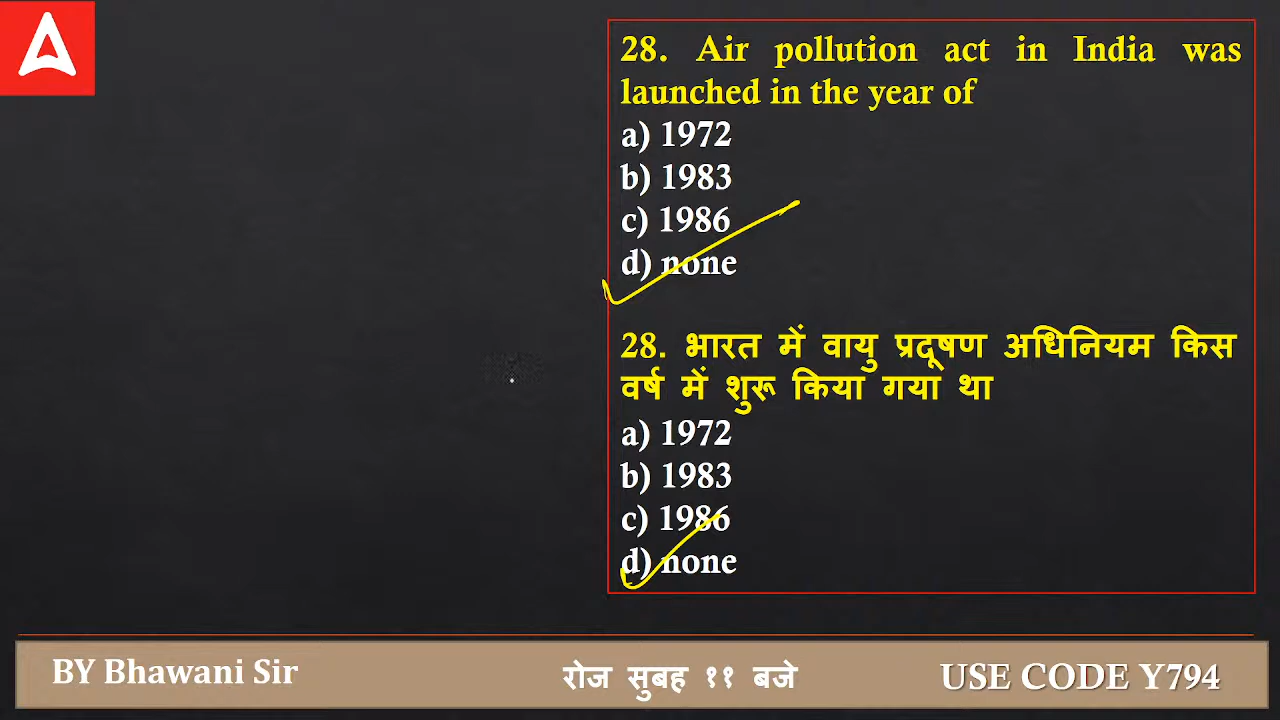 28. Air pollution act in India was
launched in the year of
a) 1972
b) 1983
c) 1986
d) none
28. भारत में वायु प्रदूषण अधिनियम किस
वर्ष में शुरू किया गया था
a) 1972
b) 1983
c) 1986
d) none
BY Bhawani Sir
रोज सुबह ११ बजे
USE CODE Y794